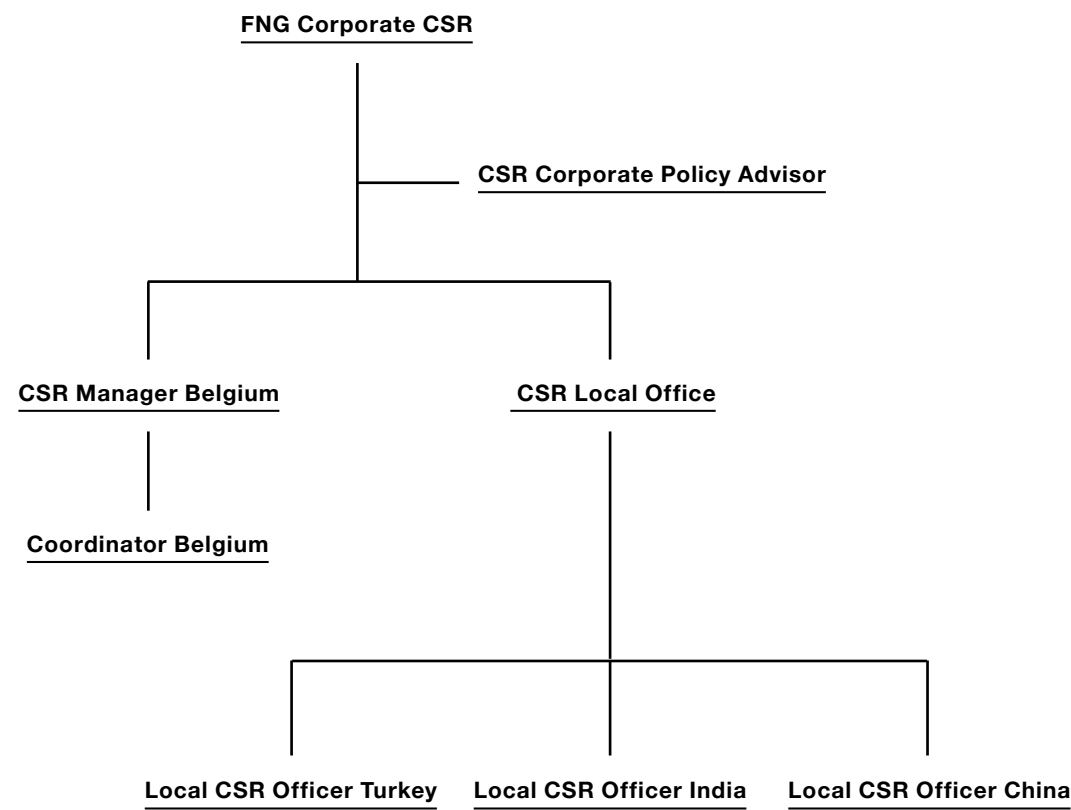 FNG Corporate CSR
CSR Corporate Policy Advisor
CSR Manager Belgium
CSR Local Office
Coordinator Belgium
Local CSR Officer Turkey
Local CSR Officer India
Local CSR Officer China